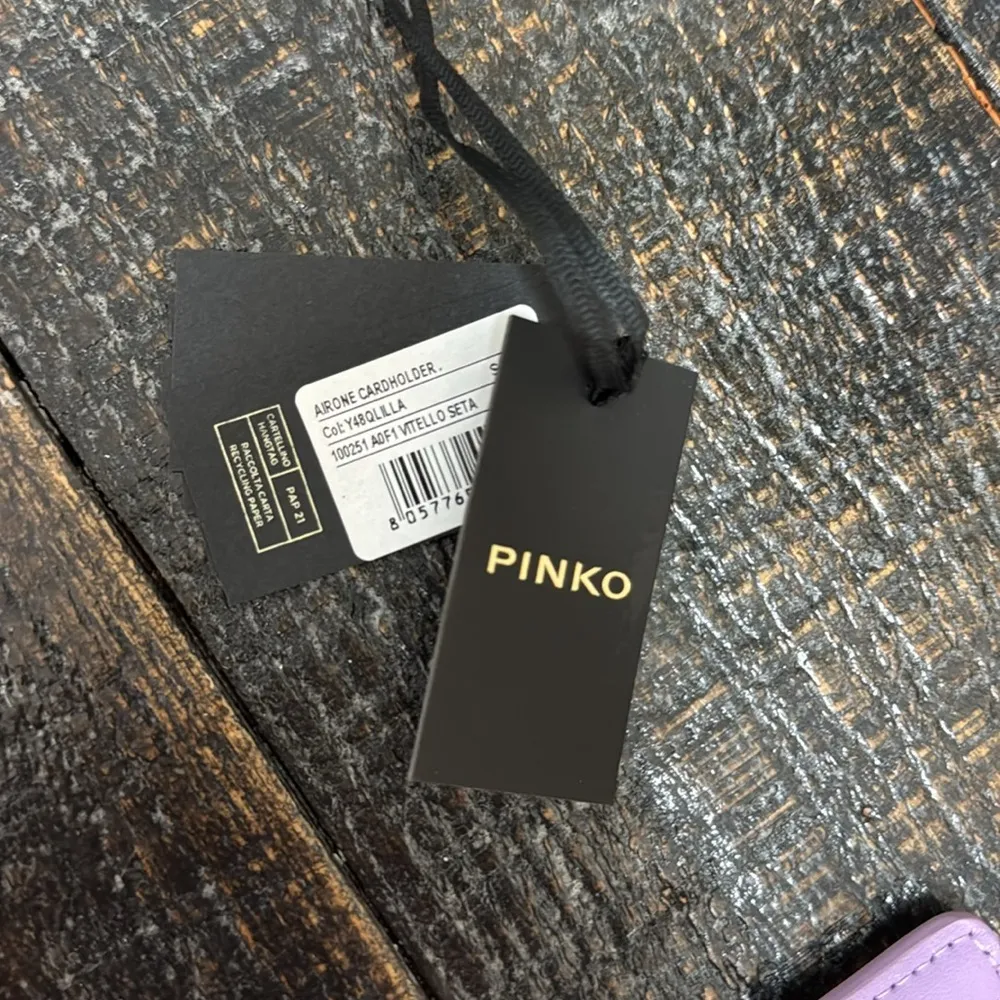 AIRONE CARDHOLDER.
Col:Y48QLILLA
100251 A0F1 VITELLO SETA
CARTELLINO
HANGTAG
PAP 21
RACCOLTA CARTA
RECYCLING PAPER
PINKO